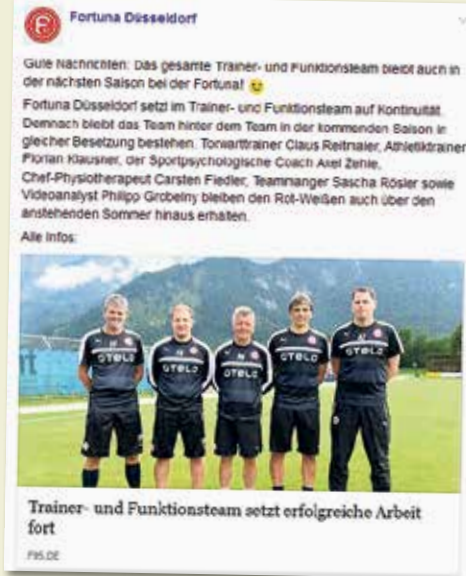 Fortuna Düsseldorf
Gute Nachrichten: Das gesamte Trainer- und Funktionsteam bleibt auch in
der nächsten Saison bei der Fortuna!
Fortuna Düsseldorf setzt im Trainer- und Funktionsteam auf Kontinuität.
Demnach bleibt das Team hinter dem Team in der kommenden Saison in
gleicher Besetzung bestehen. Torwarttrainer Claus Reitmaier, Athletiktrainer
Florian Klausner, der Sportpsychologische Coach Axel Zehle,
Chef-Physiotherapeut Carsten Fiedler, Teammanger Sascha Rösler sowie
Videoanalyst Philipp Grobelny bleiben den Rot-Weißen auch über den
anstehenden Sommer hinaus erhalten.
Alle Infos:
OTELO OTELO OTELO OTELO OTELO
Trainer- und Funktionsteam setzt erfolgreiche Arbeit
fort
F95.DE